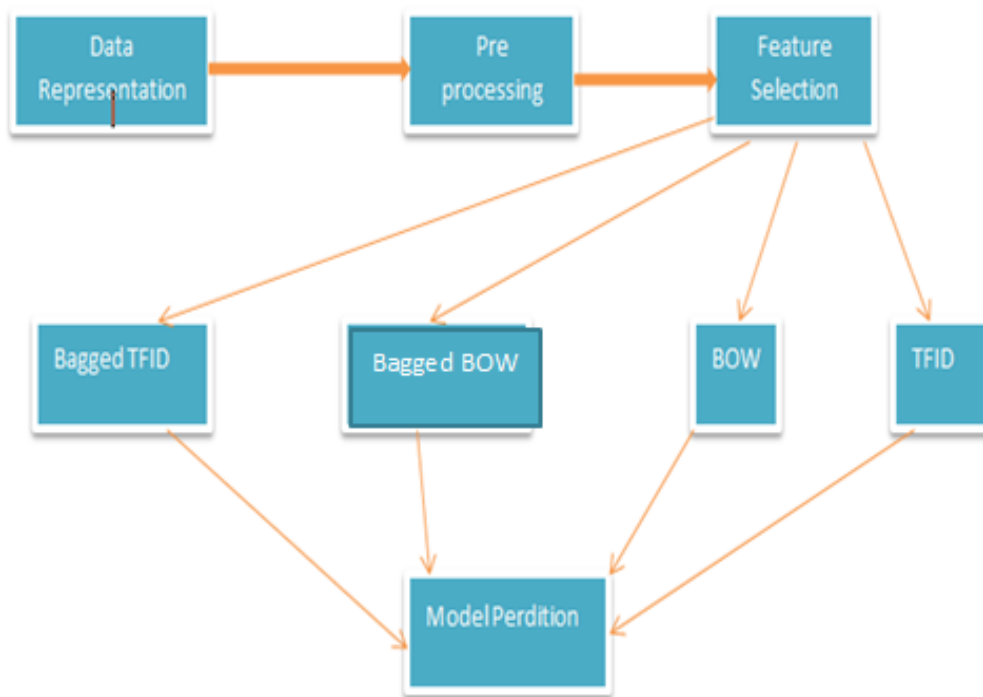 Data
Representation
Pre
processing
Feature
Selection
Bagged TFID
Bagged BOW
BOW
TFID
Model Perdition